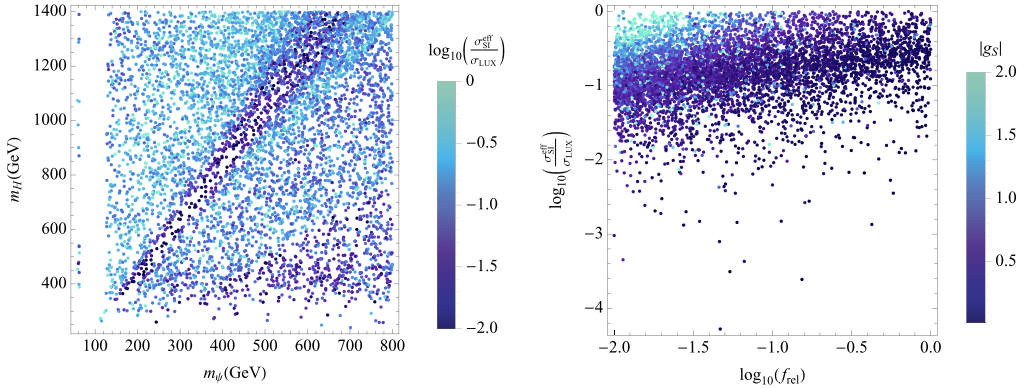 1400
1200
1000
800
600
400
100 200 300 400 500 600 700 800
m_H(GeV)
m_ψ(GeV)
log₁₀(σ_SI^eff/σ_LUX)
0
−0.5
−1.0
−1.5
−2.0
0
−1
−2
−3
−4
−2.0 −1.5 −1.0 −0.5 0.0
log₁₀(σ_SI^eff/σ_LUX)
log₁₀(f_rel)
|g_S|
2.0
1.5
1.0
0.5